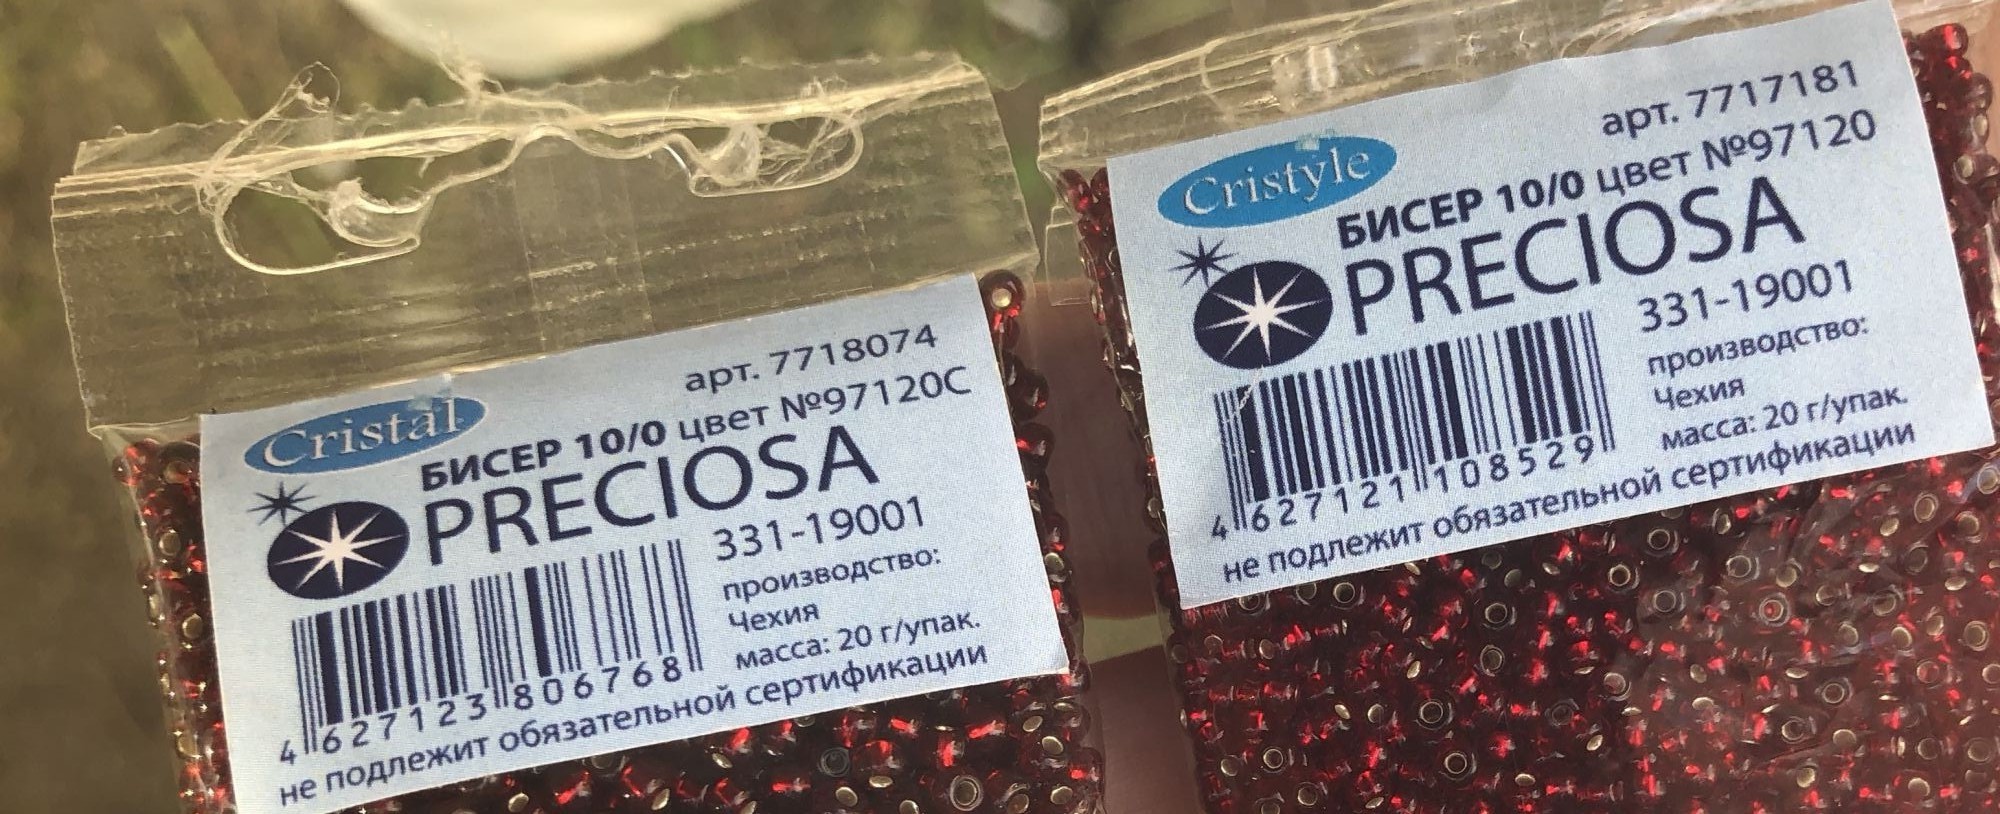 Cristal
арт. 7718074
БИСЕР 10/0 цвет №97120С
PRECIOSA
331-19001
производство:
Чехия
масса: 20 г/упак.
4 627123 806768
не подлежит обязательной сертификации
Cristyle
арт. 7717181
БИСЕР 10/0 цвет №97120
PRECIOSA
331-19001
производство:
Чехия
масса: 20 г/упак.
4 627121 108529
не подлежит обязательной сертификации